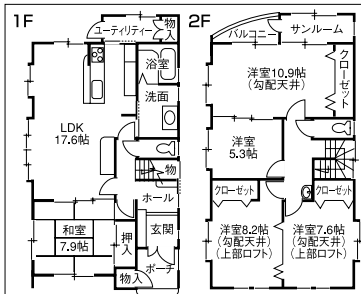 1F
ユーティリティー
物入
浴室
洗面
LDK
17.6帖
物
ホール
和室
7.9帖
押入
玄関
物入
ポーチ
2F
バルコニー
サンルーム
洋室10.9帖
(勾配天井)
クローゼット
洋室
5.3帖
クローゼット
クローゼット
洋室8.2帖
(勾配天井)
(上部ロフト)
洋室7.6帖
(勾配天井)
(上部ロフト)